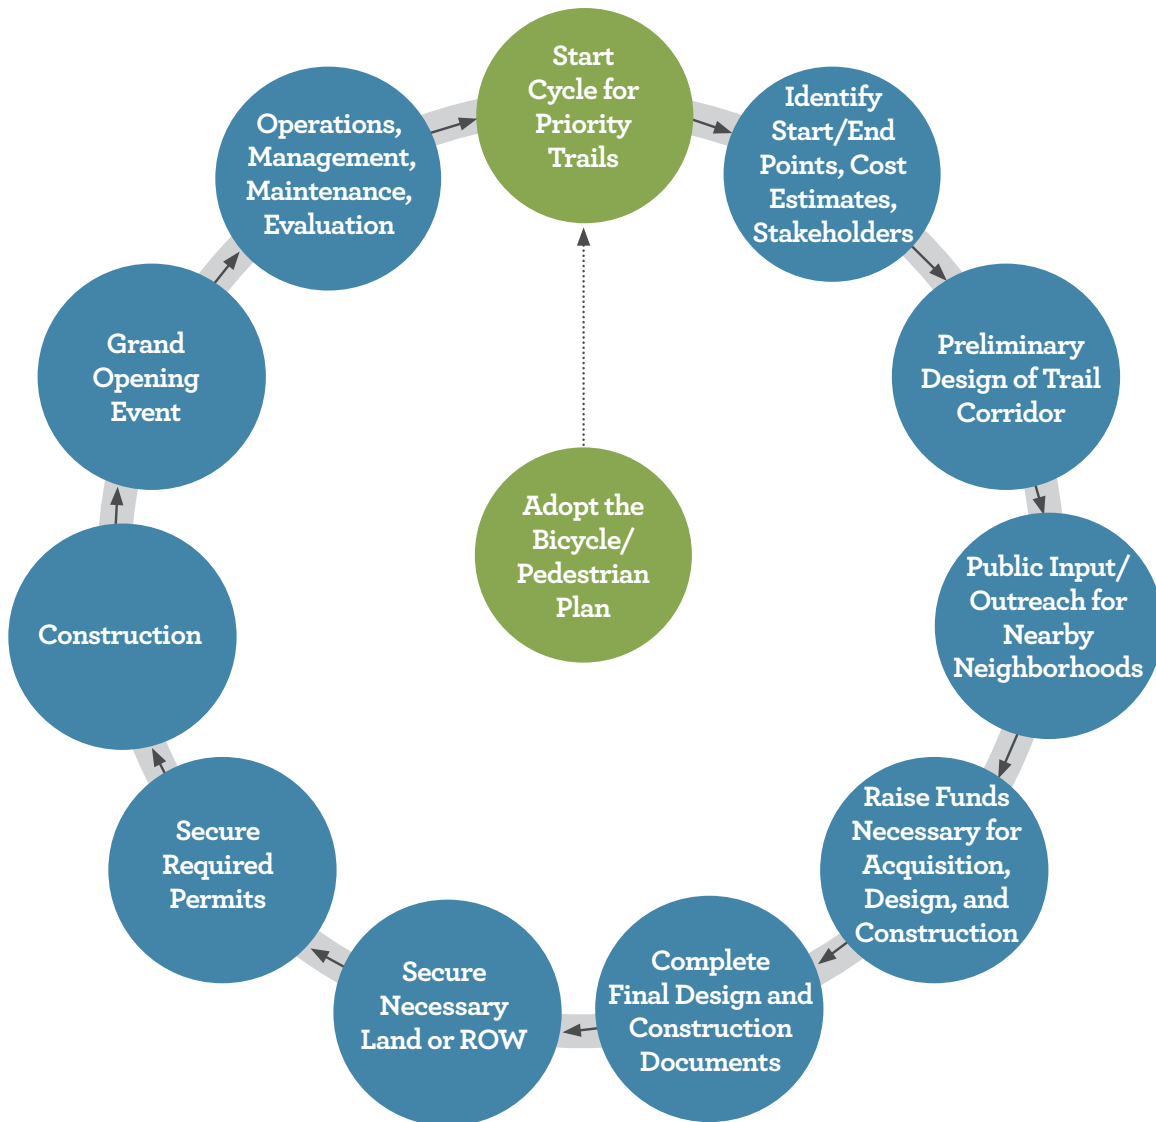 Start
Cycle for
Priority
Trails
Identify
Start/End
Points, Cost
Estimates,
Stakeholders
Preliminary
Design of Trail
Corridor
Public Input/
Outreach for
Nearby
Neighborhoods
Raise Funds
Necessary for
Acquisition,
Design, and
Construction
Complete
Final Design and
Construction
Documents
Secure
Necessary
Land or ROW
Secure
Required
Permits
Construction
Grand
Opening
Event
Operations,
Management,
Maintenance,
Evaluation
Adopt the
Bicycle/
Pedestrian
Plan